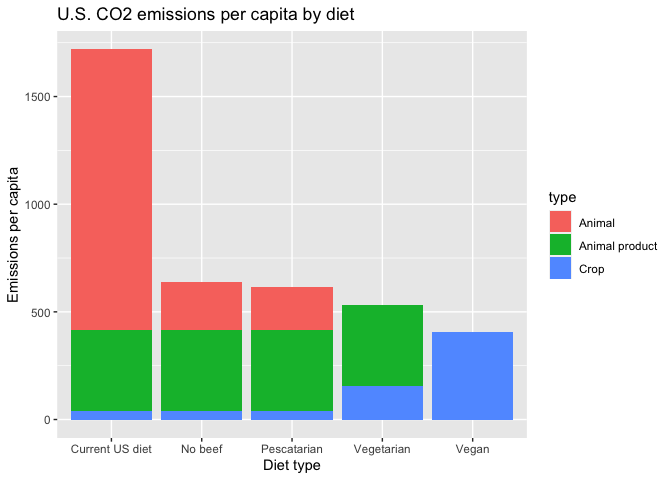 U.S. CO2 emissions per capita by diet
Emissions per capita
1500
1000
500
0
Current US diet
No beef
Pescatarian
Vegetarian
Vegan
Diet type
type
Animal
Animal product
Crop